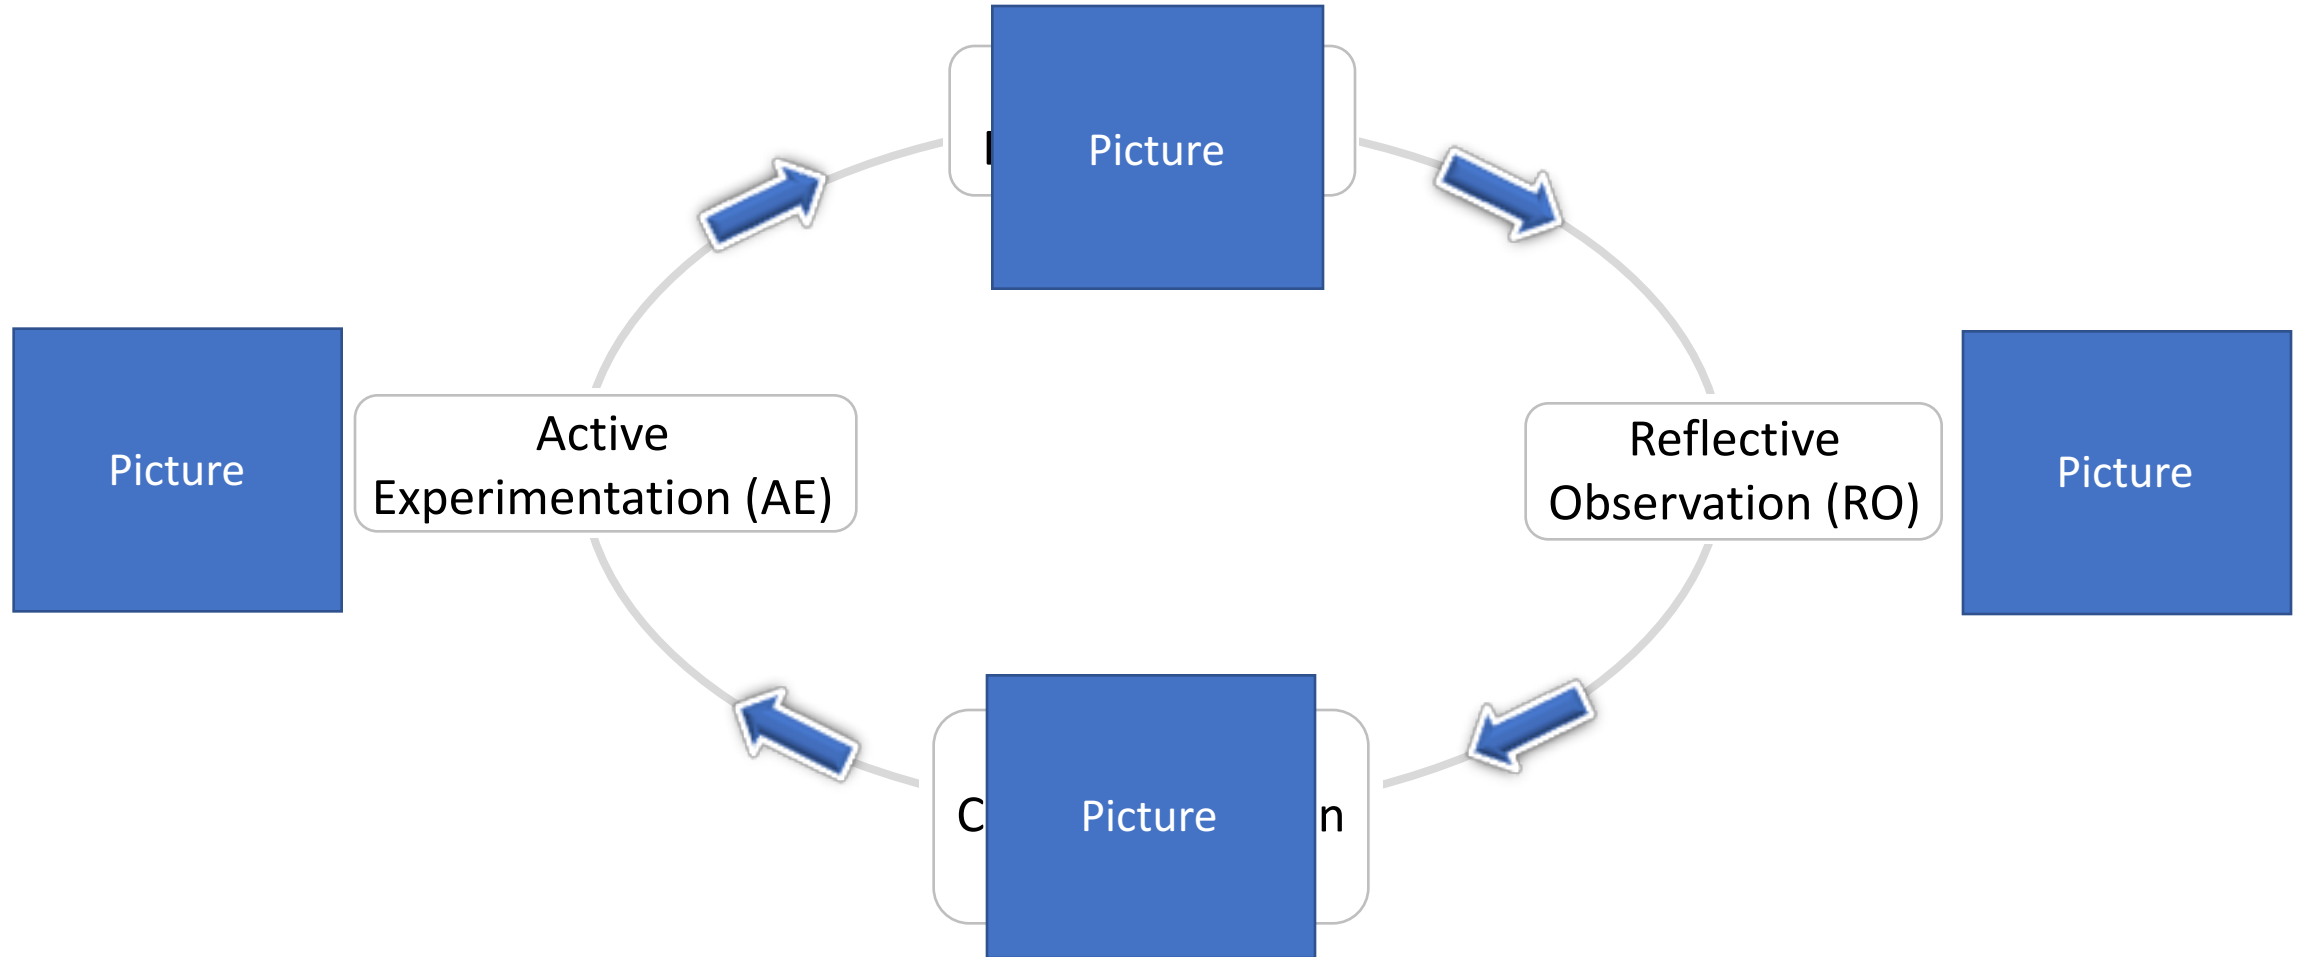 Picture
Picture
Active
Experimentation (AE)
Reflective
Observation (RO)
Picture
Picture